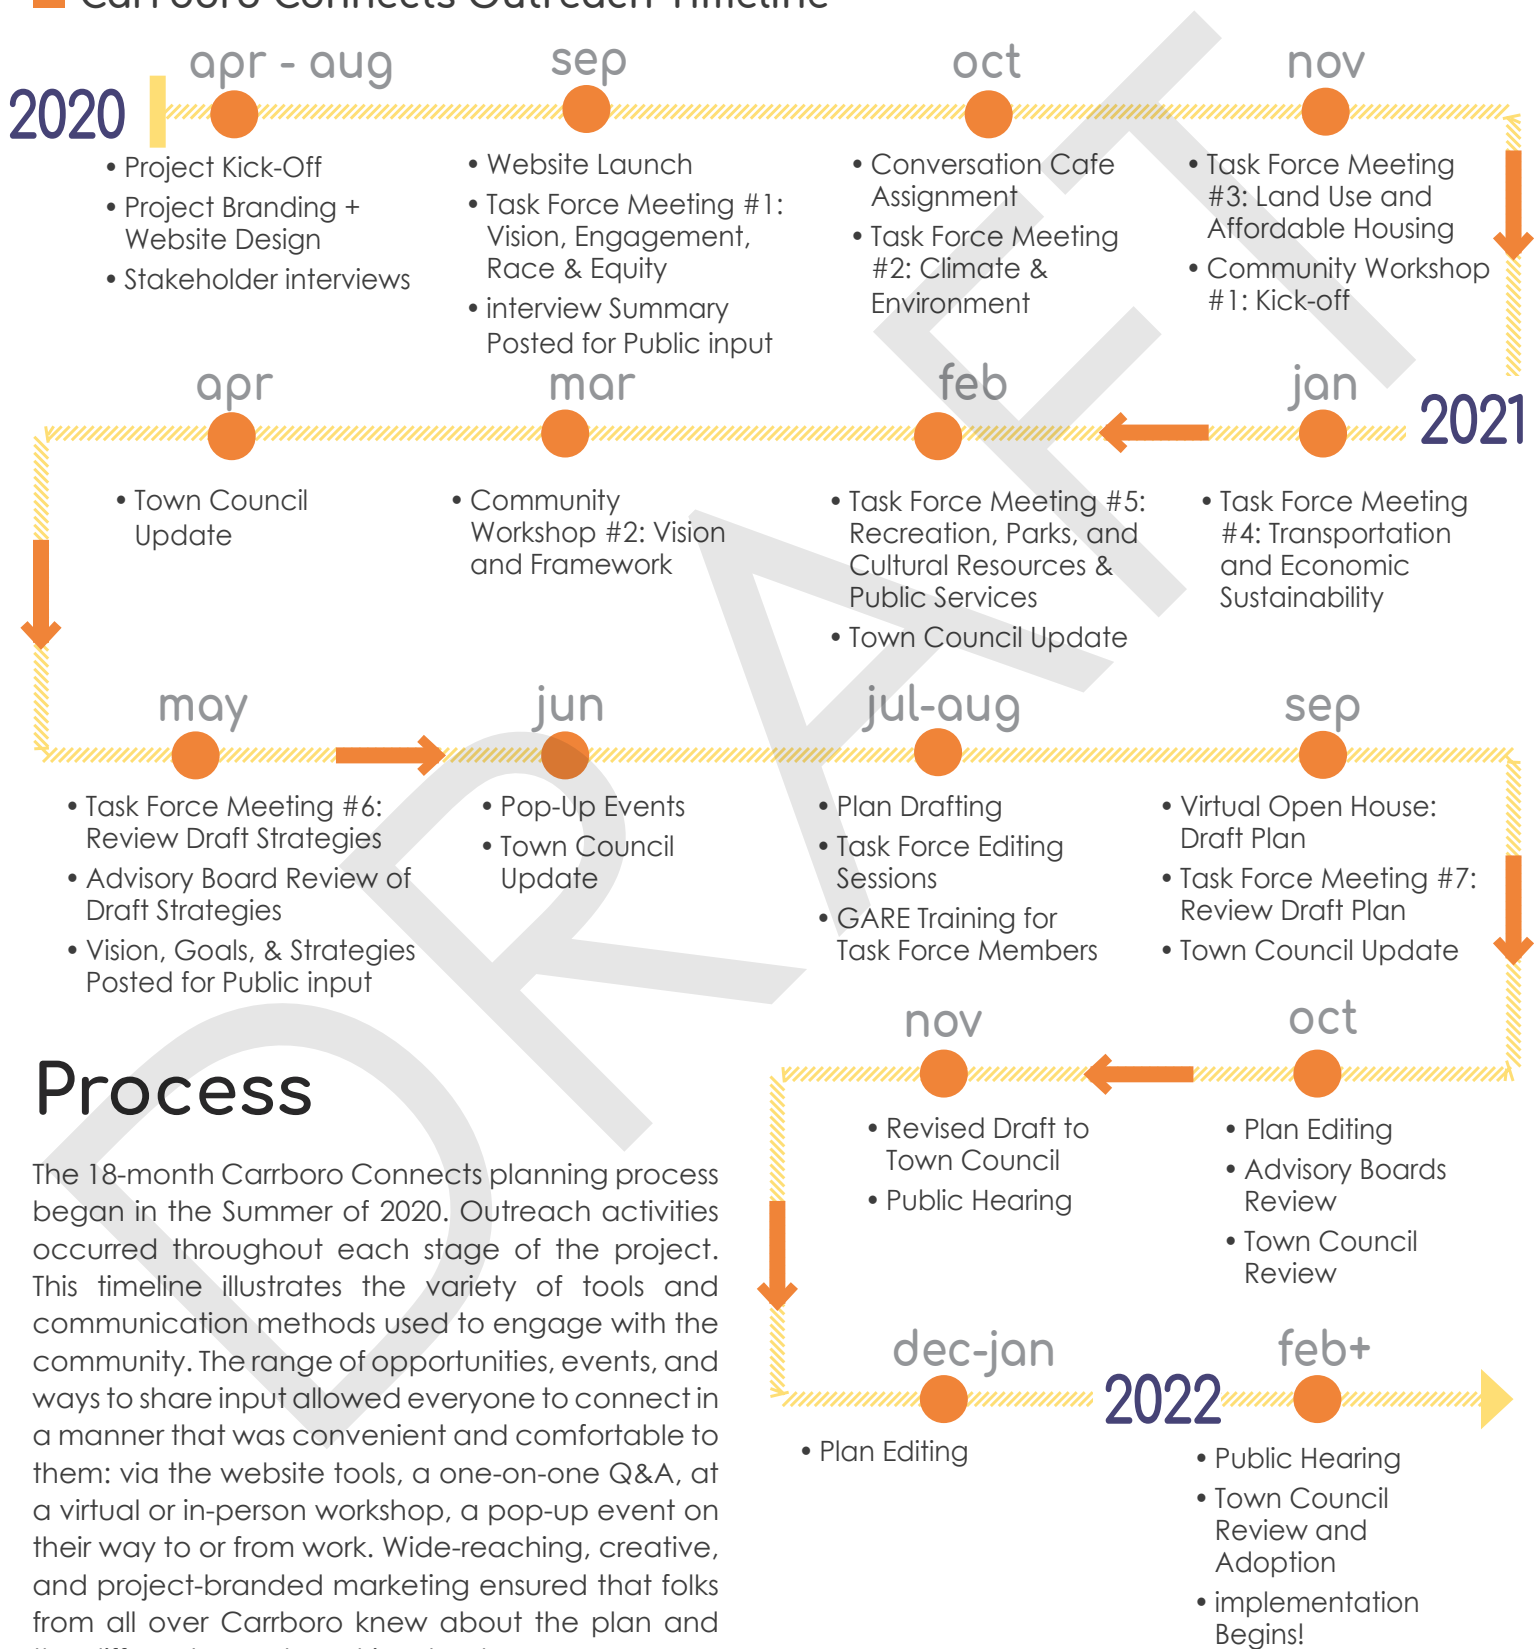 Carrboro Connects Outreach Timeline
2020
apr - aug
• Project Kick-Off
• Project Branding +
Website Design
• Stakeholder interviews
sep
• Website Launch
• Task Force Meeting #1:
Vision, Engagement,
Race & Equity
• interview Summary
Posted for Public input
oct
• Conversation Cafe
Assignment
• Task Force Meeting
#2: Climate &
Environment
nov
• Task Force Meeting
#3: Land Use and
Affordable Housing
• Community Workshop
#1: Kick-off
2021
jan
• Task Force Meeting
#4: Transportation
and Economic
Sustainability
feb
• Task Force Meeting #5:
Recreation, Parks, and
Cultural Resources &
Public Services
• Town Council Update
mar
• Community
Workshop #2: Vision
and Framework
apr
• Town Council
Update
may
• Task Force Meeting #6:
Review Draft Strategies
• Advisory Board Review of
Draft Strategies
• Vision, Goals, & Strategies
Posted for Public input
jun
• Pop-Up Events
• Town Council
Update
jul-aug
• Plan Drafting
• Task Force Editing
Sessions
• GARE Training for
Task Force Members
sep
• Virtual Open House:
Draft Plan
• Task Force Meeting #7:
Review Draft Plan
• Town Council Update
oct
• Plan Editing
• Advisory Boards
Review
• Town Council
Review
nov
• Revised Draft to
Town Council
• Public Hearing
dec-jan
• Plan Editing
2022
feb+
• Public Hearing
• Town Council
Review and
Adoption
• implementation
Begins!
Process
The 18-month Carrboro Connects planning process
began in the Summer of 2020. Outreach activities
occurred throughout each stage of the project.
This timeline illustrates the variety of tools and
communication methods used to engage with the
community. The range of opportunities, events, and
ways to share input allowed everyone to connect in
a manner that was convenient and comfortable to
them: via the website tools, a one-on-one Q&A, at
a virtual or in-person workshop, a pop-up event on
their way to or from work. Wide-reaching, creative,
and project-branded marketing ensured that folks
from all over Carrboro knew about the plan and
DRAFT